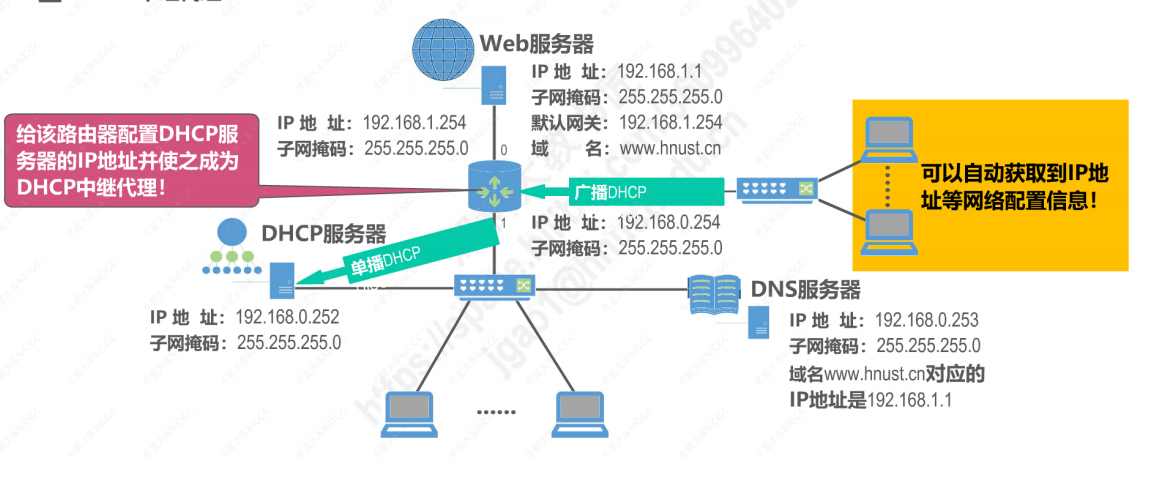 Web服务器
IP 地 址：192.168.1.1
子网掩码：255.255.255.0
默认网关：192.168.1.254
域 名：www.hnust.cn
给该路由器配置DHCP服
务器的IP地址并使之成为
DHCP中继代理！
IP 地 址：192.168.1.254
子网掩码：255.255.255.0
0
广播DHCP
可以自动获取到IP地
址等网络配置信息！
1
IP 地 址：192.168.0.254
子网掩码：255.255.255.0
DHCP服务器
单播DHCP
IP 地 址：192.168.0.252
子网掩码：255.255.255.0
DNS服务器
IP 地 址：192.168.0.253
子网掩码：255.255.255.0
域名www.hnust.cn对应的
IP地址是192.168.1.1
......